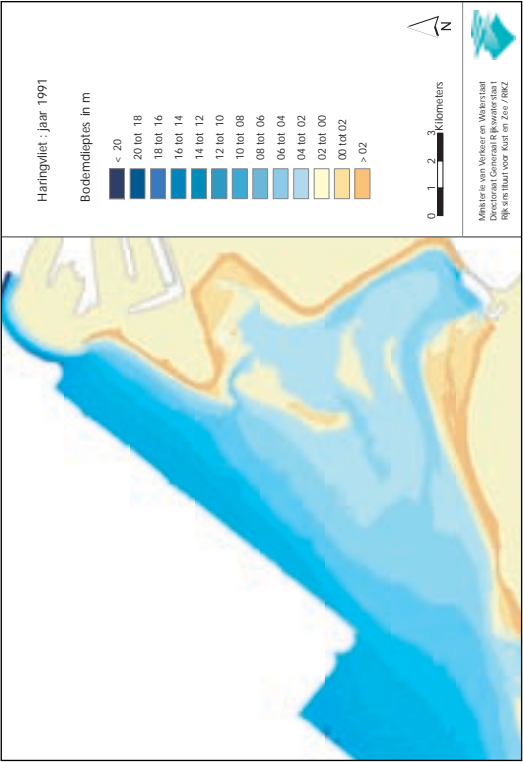 Haringvliet : jaar 1991
Bodemdieptes in m
< 20
20 tot 18
18 tot 16
16 tot 14
14 tot 12
12 tot 10
10 tot 08
08 tot 06
06 tot 04
04 tot 02
02 tot 00
00 tot 02
> 02
0 1 2 3 Kilometers
N
Ministerie van Verkeer en Waterstaat
Directoraat Generaal Rijkswaterstaat
Rijksinstituut voor Kust en Zee / RIKZ